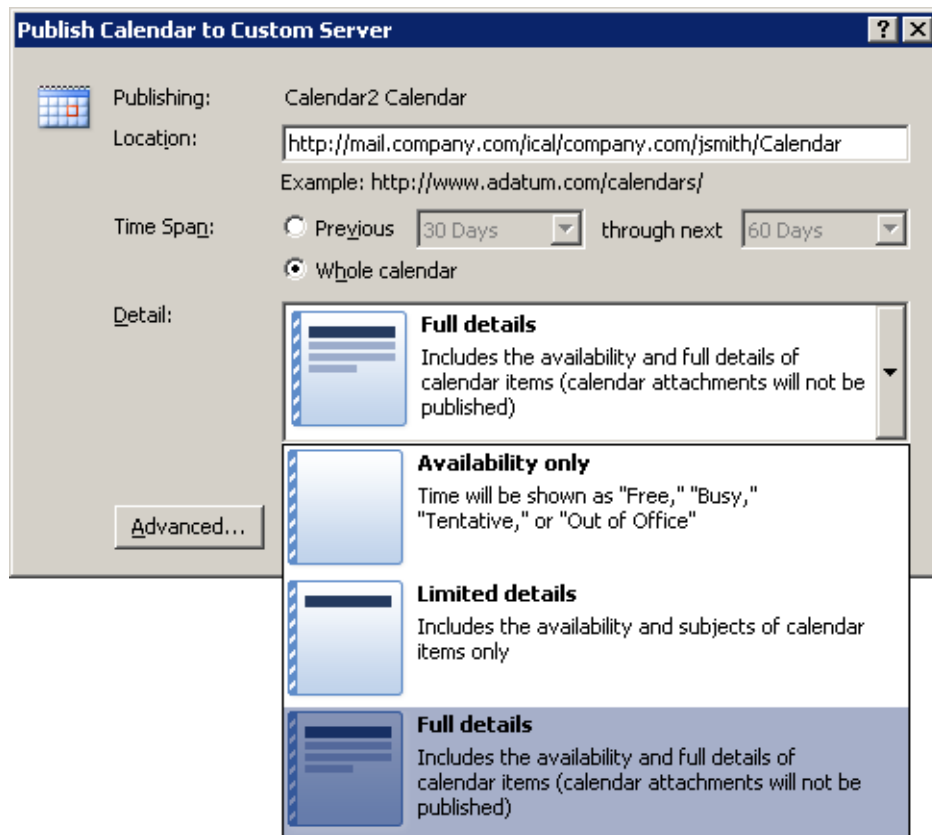 Publish Calendar to Custom Server
Publishing: Calendar2 Calendar
Location: http://mail.company.com/ical/company.com/jsmith/Calendar
Example: http://www.adatum.com/calendars/
Time Span: Previous 30 Days through next 60 Days
Whole calendar
Detail:
Full details
Includes the availability and full details of
calendar items (calendar attachments will not be
published)
Availability only
Time will be shown as "Free," "Busy,"
"Tentative," or "Out of Office"
Advanced...
Limited details
Includes the availability and subjects of calendar
items only
Full details
Includes the availability and full details of
calendar items (calendar attachments will not be
published)